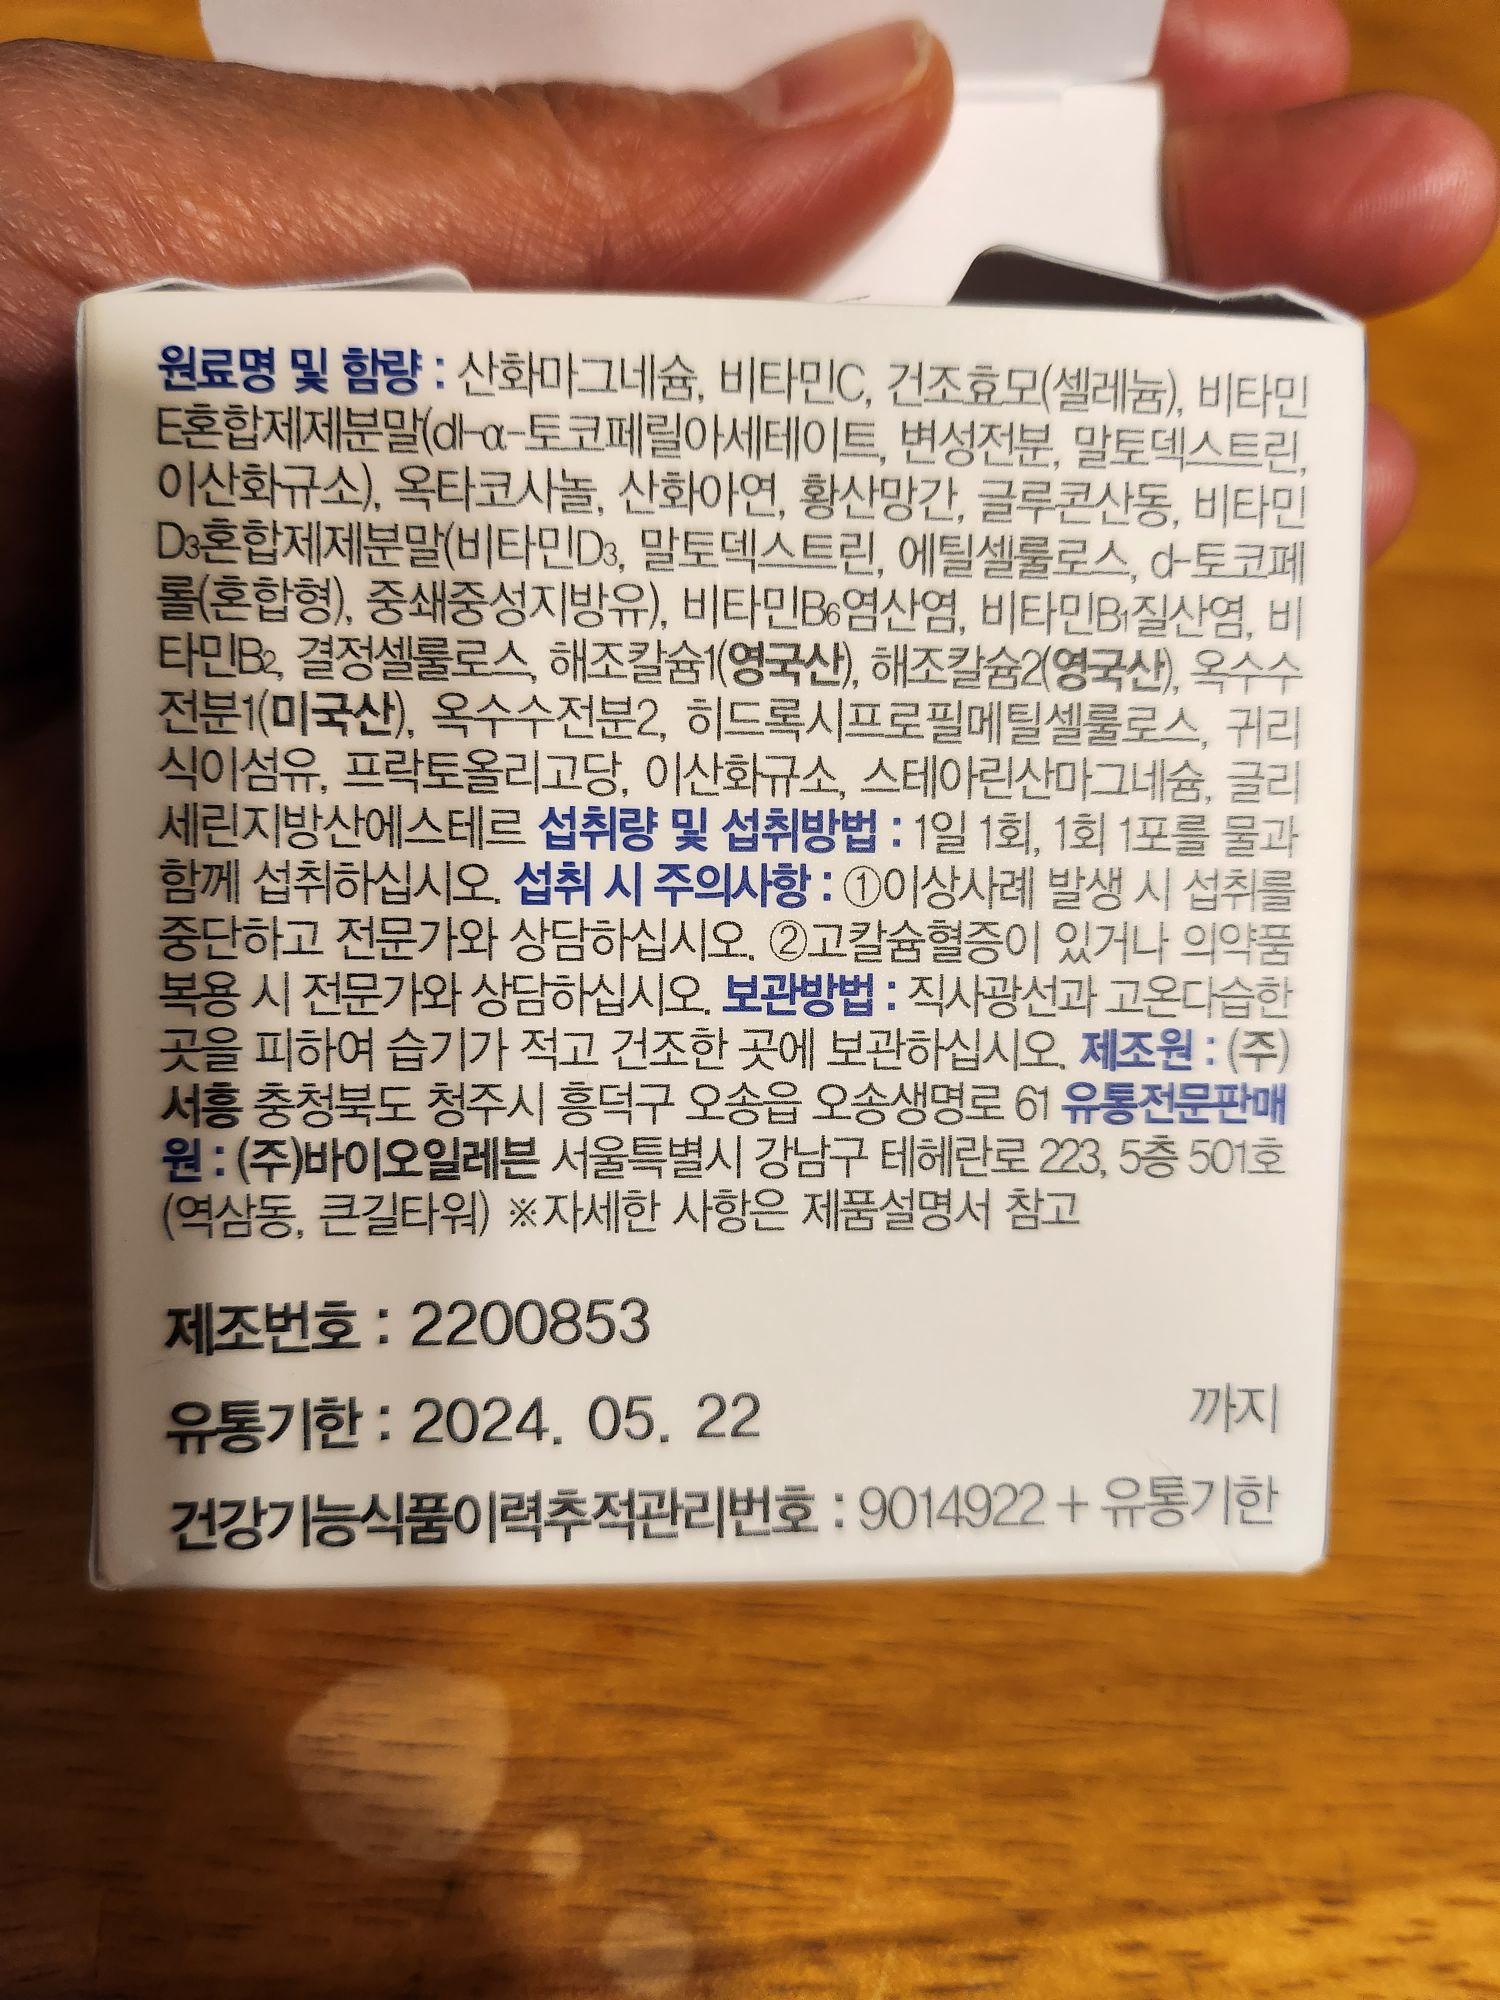 원료명 및 함량 : 산화마그네슘, 비타민C, 건조효모(셀레늄), 비타민
E혼합제제분말(dl-α-토코페릴아세테이트, 변성전분, 말토덱스트린,
이산화규소), 옥타코사놀, 산화아연, 황산망간, 글루콘산동, 비타민
D3혼합제제분말(비타민D3, 말토덱스트린, 에틸셀룰로스, d-토코페
롤(혼합형), 중쇄중성지방유), 비타민B6염산염, 비타민B1질산염, 비
타민B2, 결정셀룰로스, 해조칼슘1(영국산), 해조칼슘2(영국산), 옥수수
전분1(미국산), 옥수수전분2, 히드록시프로필메틸셀룰로스, 귀리
식이섬유, 프락토올리고당, 이산화규소, 스테아린산마그네슘, 글리
세린지방산에스테르 섭취량 및 섭취방법 : 1일 1회, 1회 1포를 물과
함께 섭취하십시오. 섭취 시 주의사항 : ①이상사례 발생 시 섭취를
중단하고 전문가와 상담하십시오. ②고칼슘혈증이 있거나 의약품
복용 시 전문가와 상담하십시오. 보관방법 : 직사광선과 고온다습한
곳을 피하여 습기가 적고 건조한 곳에 보관하십시오. 제조원 : (주)
서흥 충청북도 청주시 흥덕구 오송읍 오송생명로 61 유통전문판매
원 : (주)바이오일레븐 서울특별시 강남구 테헤란로 223, 5층 501호
(역삼동, 큰길타워) ※자세한 사항은 제품설명서 참고
제조번호 : 2200853
유통기한 : 2024. 05. 22 까지
건강기능식품이력추적관리번호 : 9014922 + 유통기한